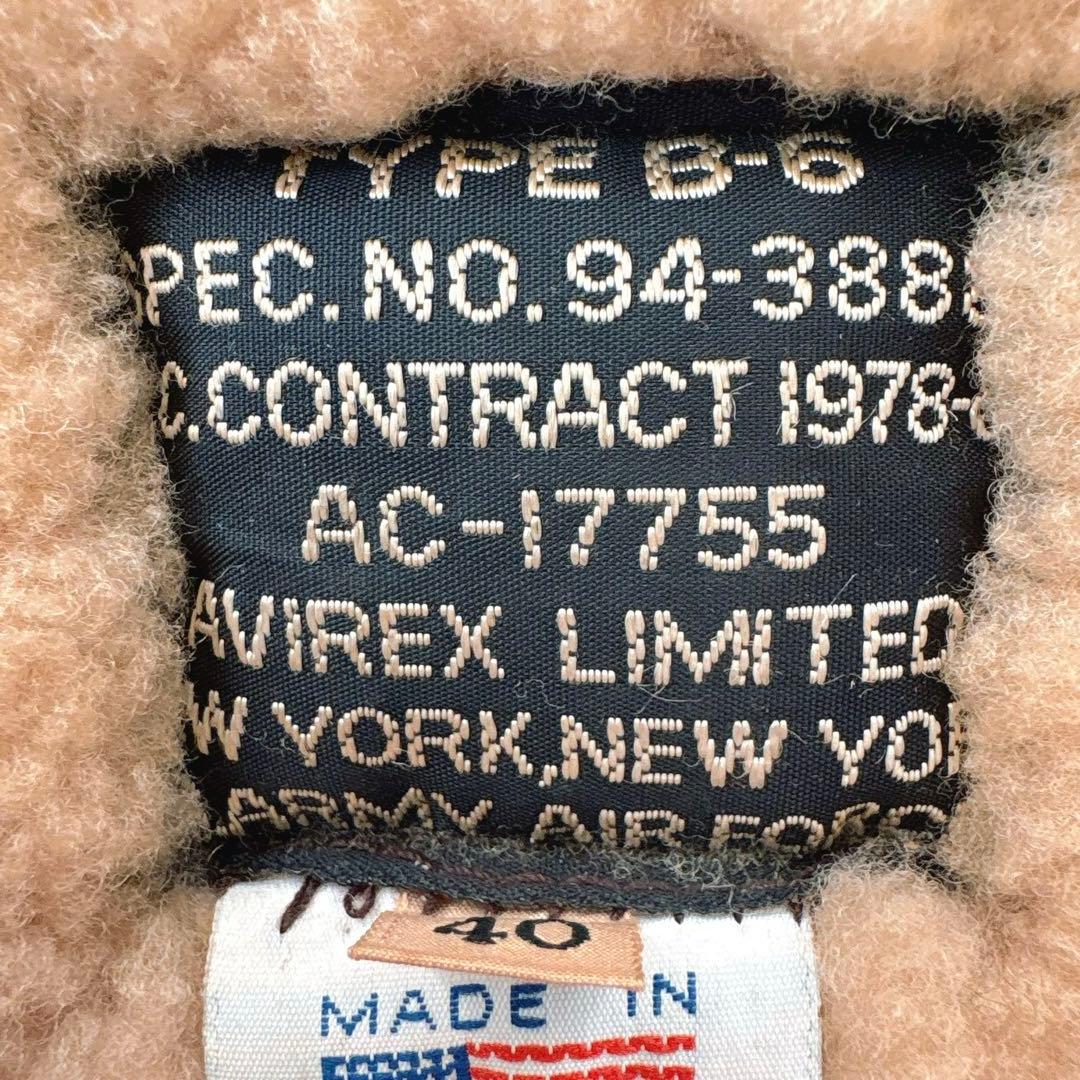 TYPE B-6
PEC. NO. 94-388
C. CONTRACT 1978-
AC-17755
AVIREX LIMITED
W YORK, NEW YO
ARMY AIR FORC
40
MADE IN